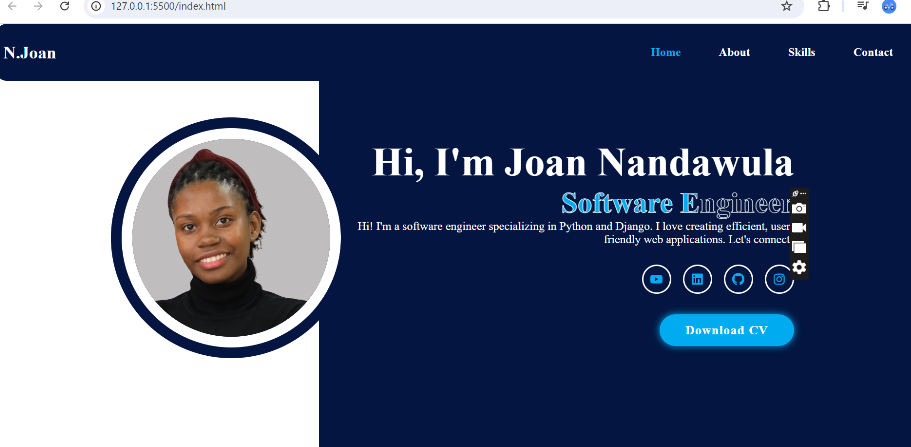 127.0.0.1:5500/index.html
N.Joan
Home About Skills Contact
Hi, I'm Joan Nandawula
Software Engineer
Hi! I'm a software engineer specializing in Python and Django. I love creating efficient, user
friendly web applications. Let's connect
Download CV